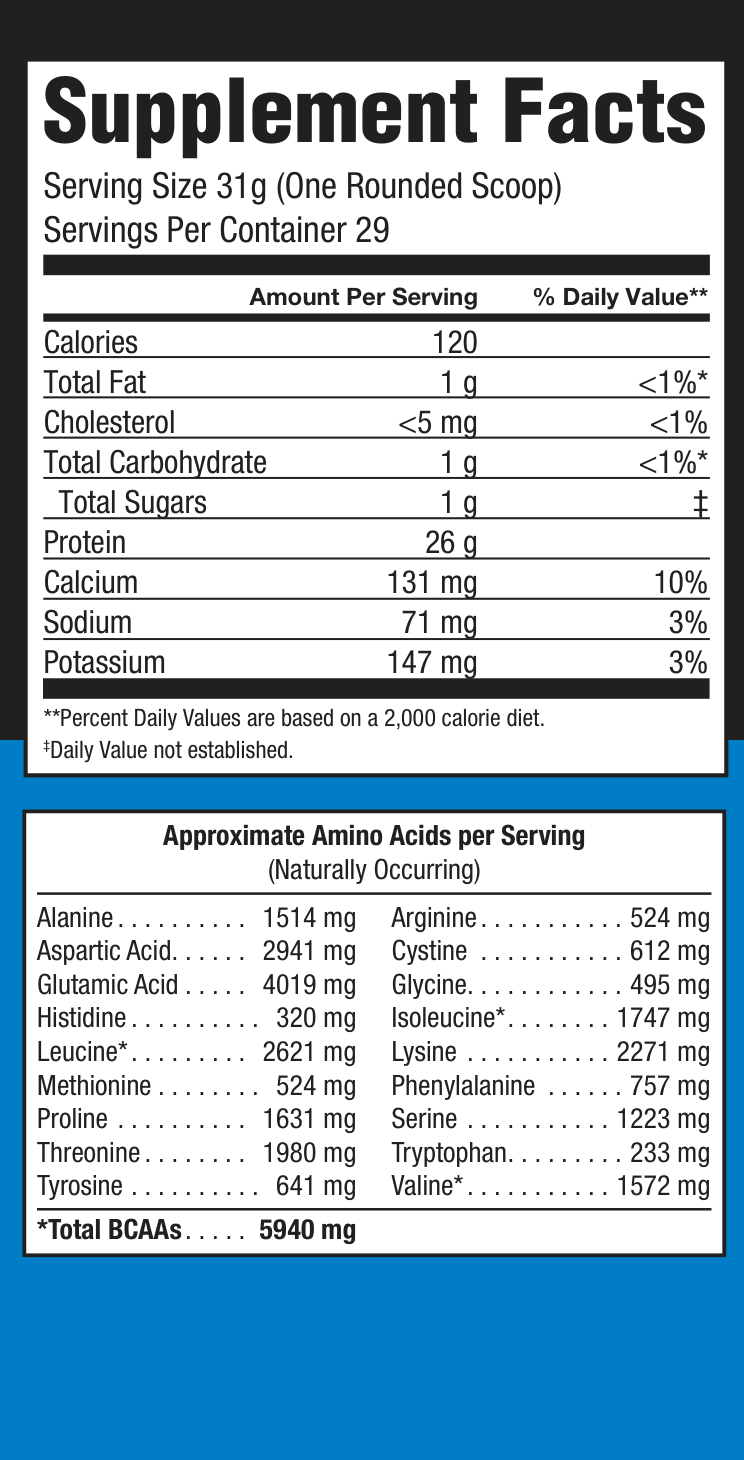 Supplement Facts
Serving Size 31g (One Rounded Scoop)
Servings Per Container 29
Amount Per Serving % Daily Value**
Calories 120
Total Fat 1 g <1%*
Cholesterol <5 mg <1%
Total Carbohydrate 1 g <1%*
Total Sugars 1 g ‡
Protein 26 g
Calcium 131 mg 10%
Sodium 71 mg 3%
Potassium 147 mg 3%
**Percent Daily Values are based on a 2,000 calorie diet.
‡Daily Value not established.
Approximate Amino Acids per Serving
(Naturally Occurring)
Alanine . . . . . . . . . . 1514 mg Arginine . . . . . . . . . . . 524 mg
Aspartic Acid. . . . . . 2941 mg Cystine . . . . . . . . . . . 612 mg
Glutamic Acid . . . . . 4019 mg Glycine. . . . . . . . . . . . 495 mg
Histidine . . . . . . . . . . 320 mg Isoleucine* . . . . . . . . 1747 mg
Leucine* . . . . . . . . . 2621 mg Lysine . . . . . . . . . . . 2271 mg
Methionine . . . . . . . . 524 mg Phenylalanine . . . . . . 757 mg
Proline . . . . . . . . . . 1631 mg Serine . . . . . . . . . . . 1223 mg
Threonine . . . . . . . . 1980 mg Tryptophan. . . . . . . . . 233 mg
Tyrosine . . . . . . . . . . 641 mg Valine* . . . . . . . . . . . 1572 mg
*Total BCAAs . . . . . 5940 mg